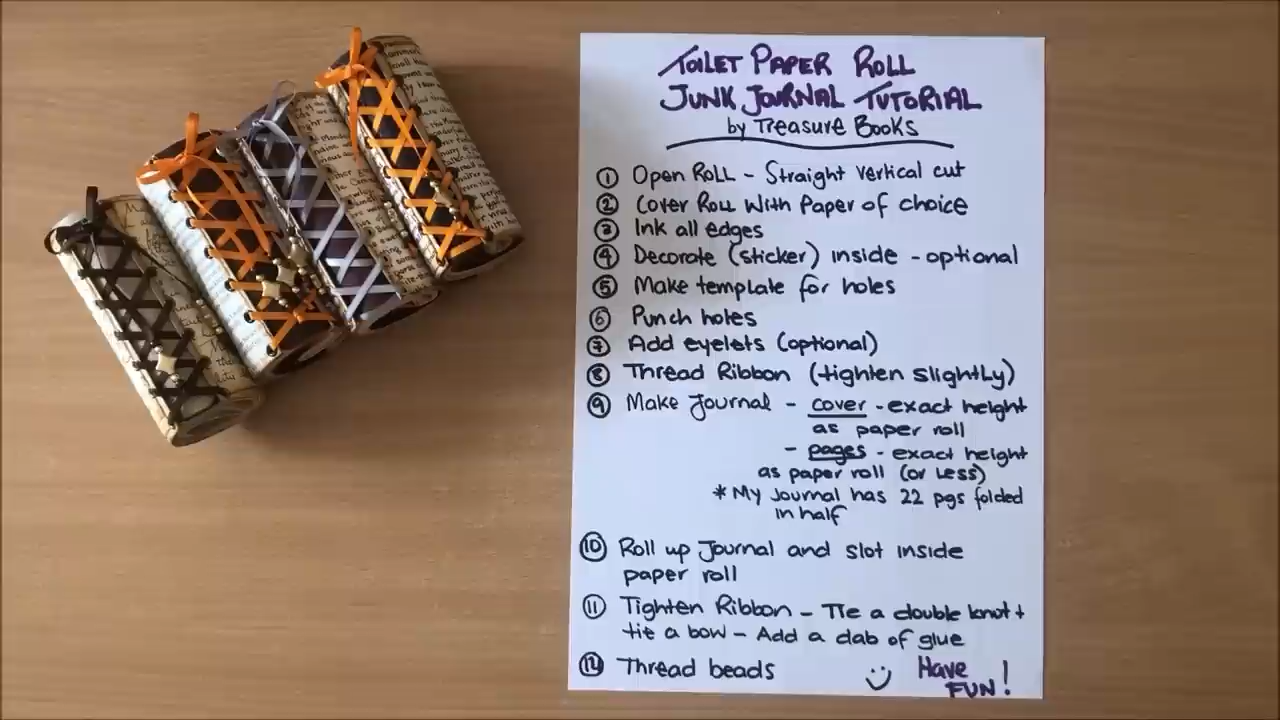 TOILET PAPER ROLL
JUNK JOURNAL TUTORIAL
by Treasure Books
① Open Roll - Straight vertical cut
② Cover Roll With Paper of choice
③ Ink all edges
④ Decorate (sticker) inside - optional
⑤ Make template for holes
⑥ Punch holes
⑦ Add eyelets (optional)
⑧ Thread Ribbon (tighten slightly)
⑨ Make Journal - cover - exact height
as paper roll
- pages - exact height
as paper roll (or less)
* My Journal has 22 pgs folded
in half
⑩ Roll up Journal and slot inside
paper roll
⑪ Tighten Ribbon - Tie a double knot +
tie a bow - Add a dab of glue
⑫ Thread beads
Have
FUN!